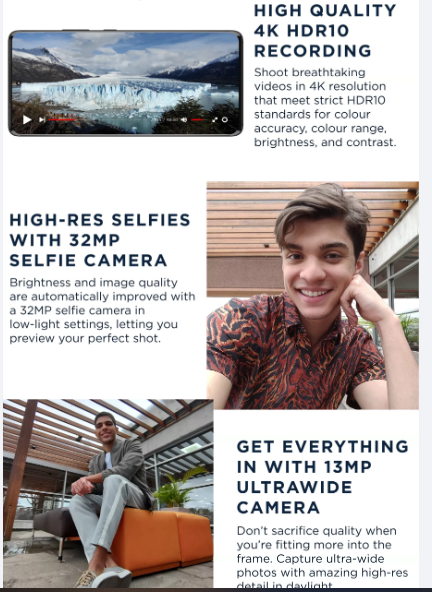 HIGH QUALITY
4K HDR10
RECORDING
Shoot breathtaking
videos in 4K resolution
that meet strict HDR10
standards for colour
accuracy, colour range,
brightness, and contrast.
HIGH-RES SELFIES
WITH 32MP
SELFIE CAMERA
Brightness and image quality
are automatically improved with
a 32MP selfie camera in
low-light settings, letting you
preview your perfect shot.
GET EVERYTHING
IN WITH 13MP
ULTRAWIDE
CAMERA
Don't sacrifice quality when
you're fitting more into the
frame. Capture ultra-wide
photos with amazing high-res
detail in daylight